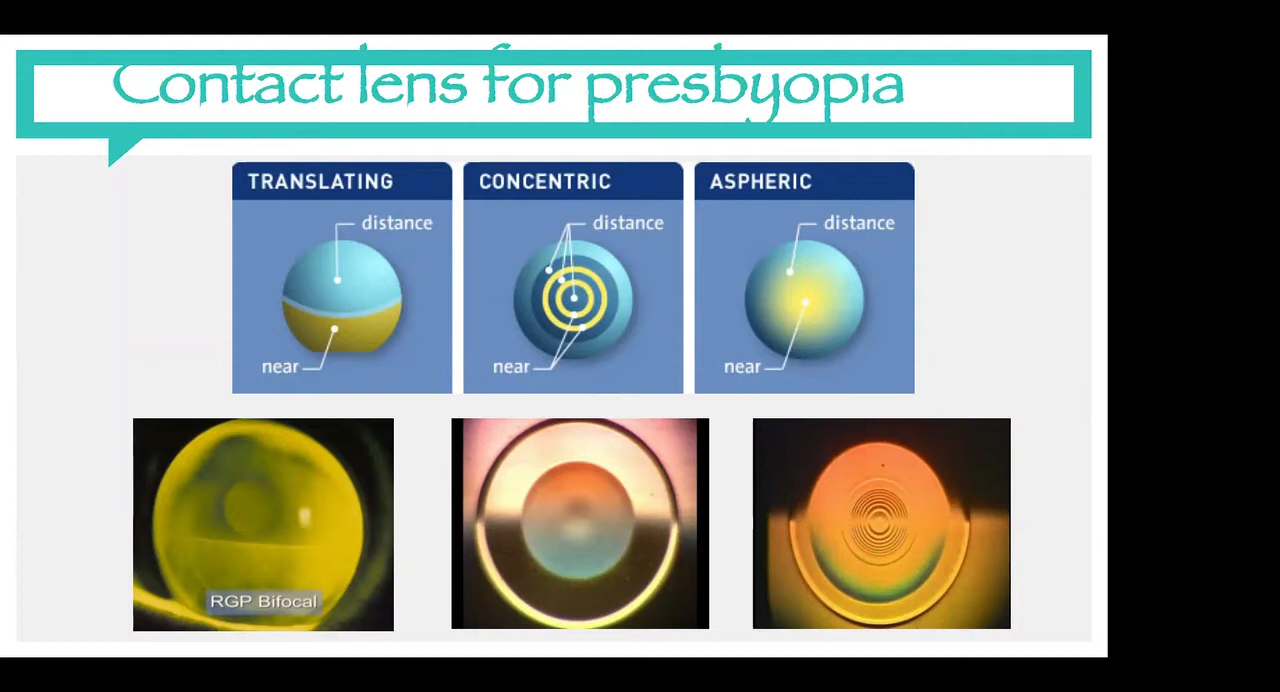 Contact lens for presbyopia
TRANSLATING
distance
near
CONCENTRIC
distance
near
ASPHERIC
distance
near
RGP Bifocal